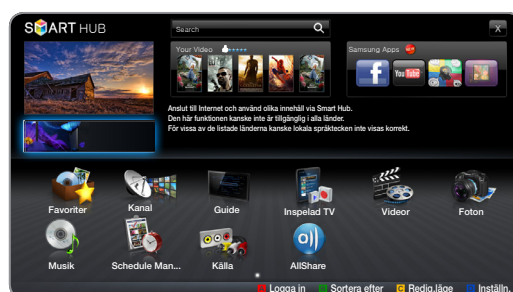 SMART HUB
Search
X
Your Video
Samsung Apps
You Tube
Anslut till Internet och använd olika innehåll via Smart Hub.
Den här funktionen kanske inte är tillgänglig i alla länder.
För vissa av de listade länderna kanske lokala språktecken inte visas korrekt.
Favoriter
Kanal
Guide
Inspelad TV
Videor
Foton
Musik
Schedule Man...
Källa
AllShare
A Logga in
B Sortera efter
C Redig.läge
D Inställn.